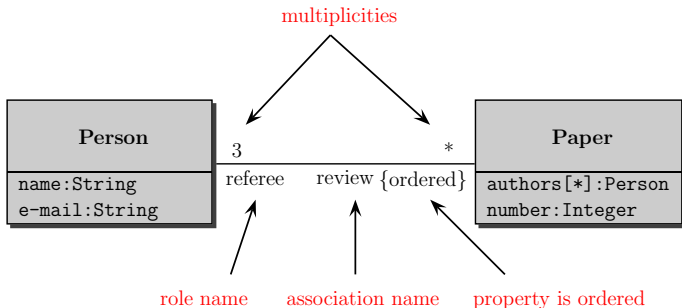 multiplicities
Person
name:String
e-mail:String
3
*
referee
review
{ordered}
Paper
authors[*]:Person
number:Integer
role name
association name
property is ordered